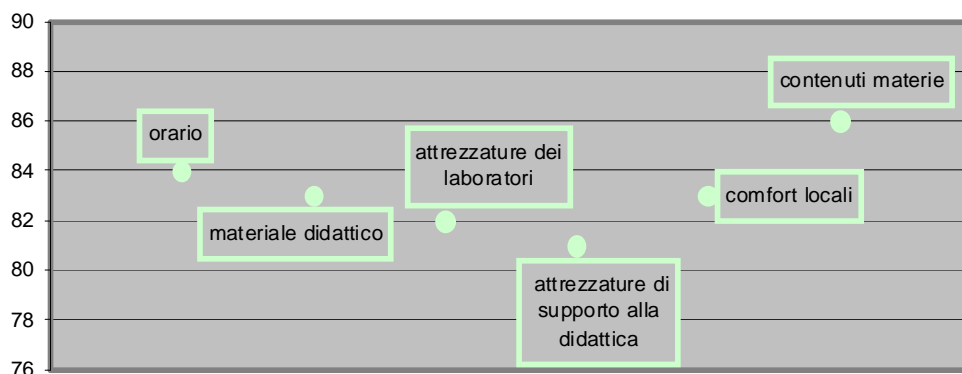 90
88
86
84
82
80
78
76
contenuti materie
orario
attrezzature dei
laboratori
comfort locali
materiale didattico
attrezzature di
supporto alla
didattica